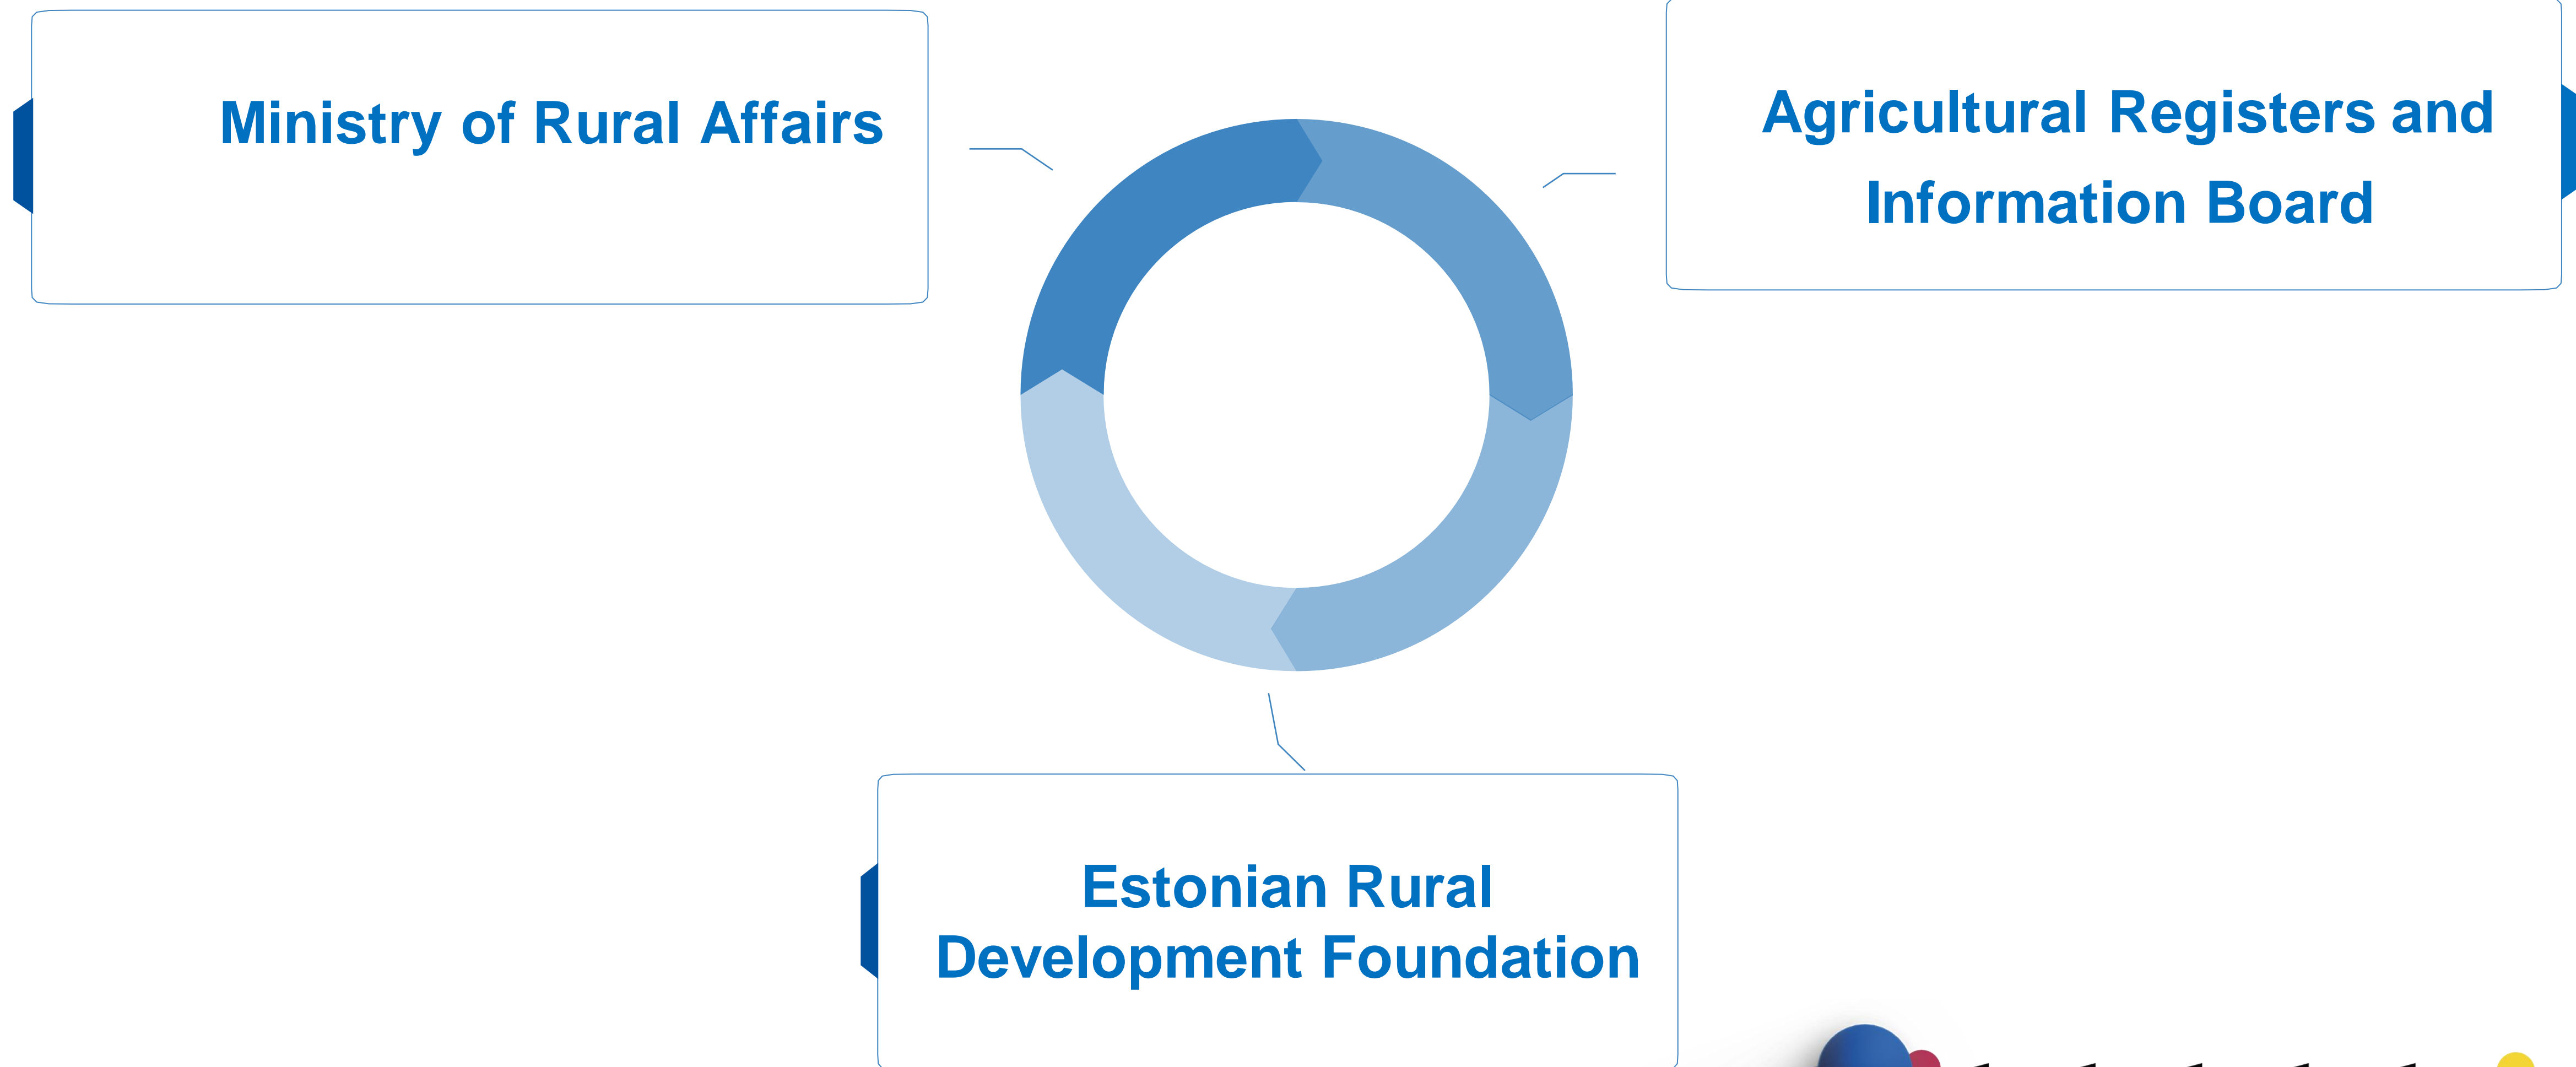 Ministry of Rural Affairs
Agricultural Registers and
Information Board
Estonian Rural
Development Foundation